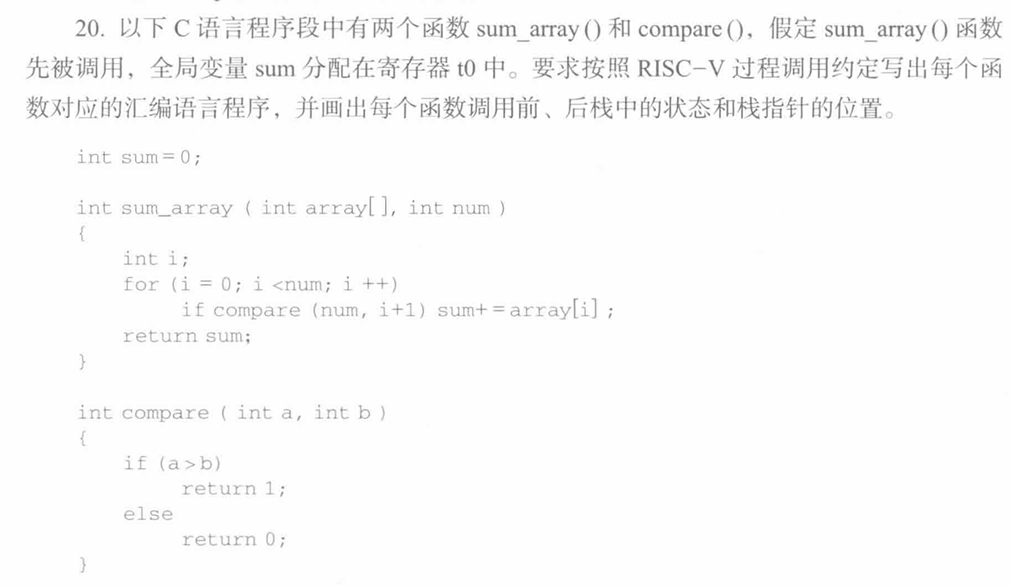 20. 以下 C 语言程序段中有两个函数 sum_array() 和 compare(), 假定 sum_array() 函数
先被调用，全局变量 sum 分配在寄存器 t0 中。要求按照 RISC-V 过程调用约定写出每个函
数对应的汇编语言程序，并画出每个函数调用前、后栈中的状态和栈指针的位置。
int sum=0;
int sum_array ( int array[], int num )
{
int i;
for (i = 0; i <num; i ++)
if compare (num, i+1) sum+=array[i] ;
return sum;
}
int compare ( int a, int b )
{
if (a>b)
return 1;
else
return 0;
}